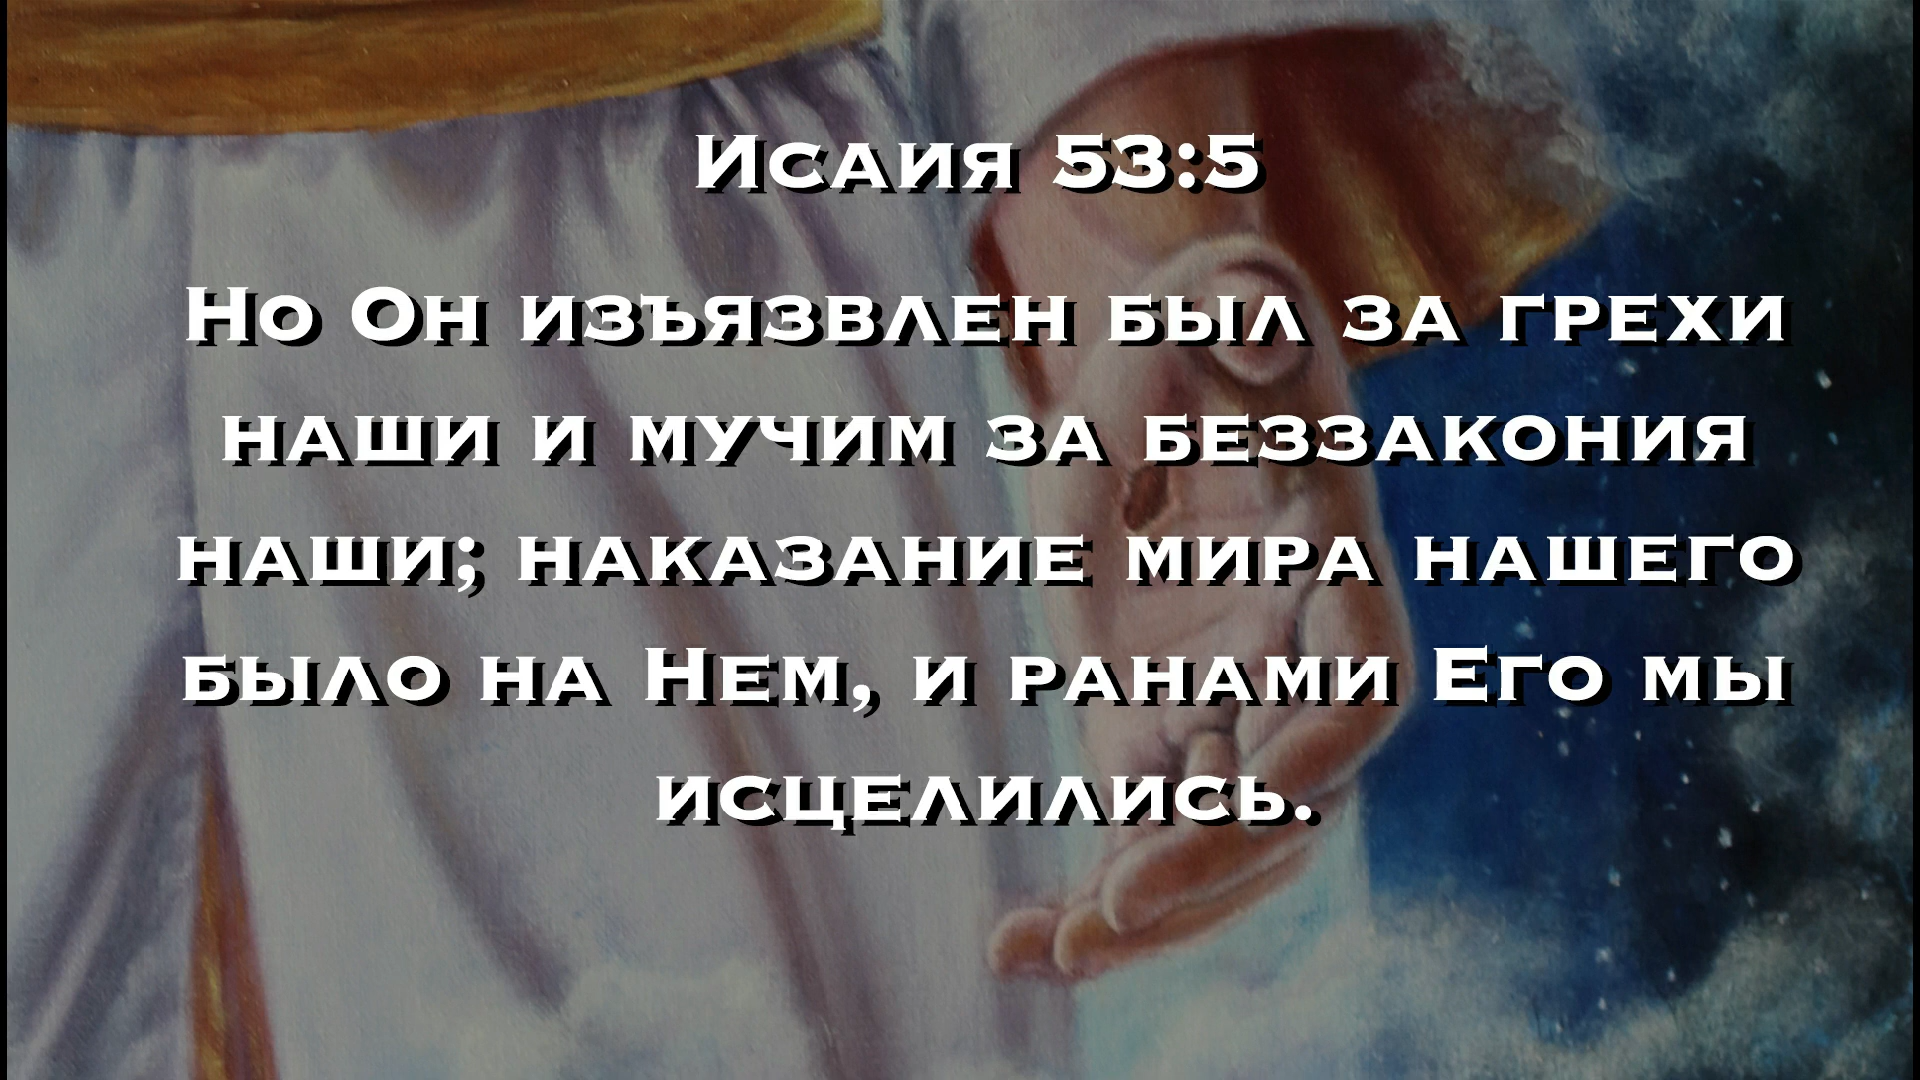 Исаия 53:5
Но Он изъязвлен был за грехи
наши и мучим за беззакония
наши; наказание мира нашего
было на Нем, и ранами Его мы
исцелились.